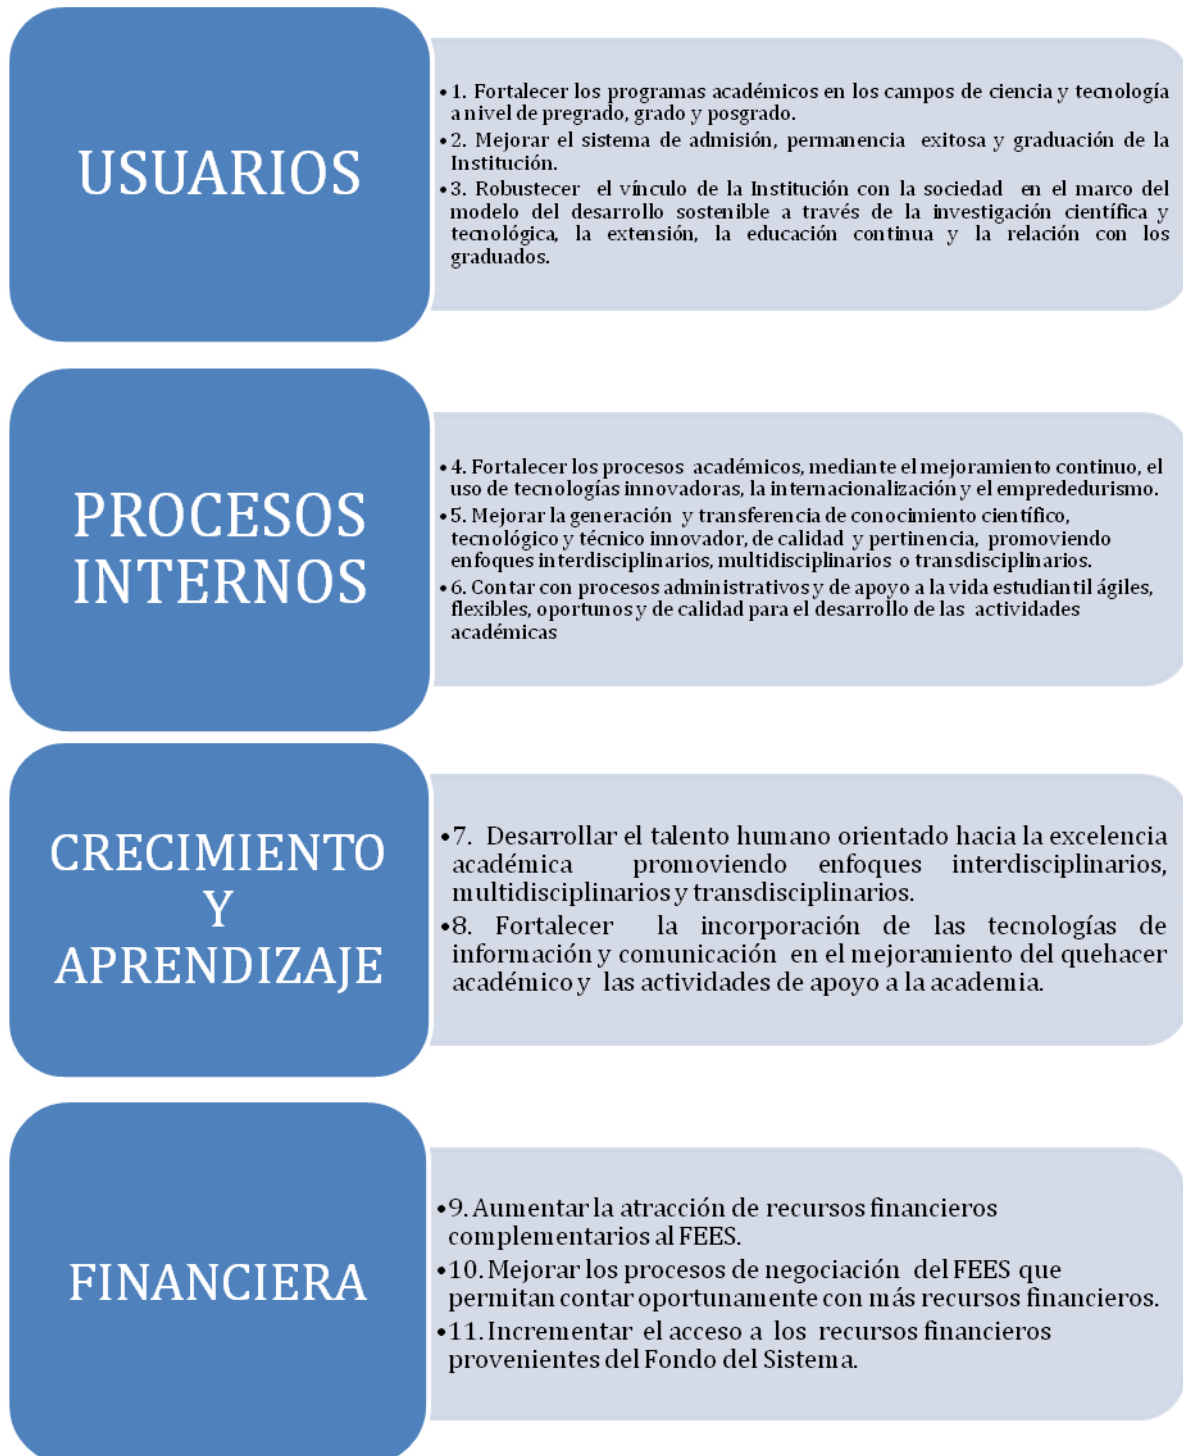 USUARIOS
• 1. Fortalecer los programas académicos en los campos de ciencia y tecnología
a nivel de pregrado, grado y posgrado.
• 2. Mejorar el sistema de admisión, permanencia exitosa y graduación de la
Institución.
• 3. Robustecer el vínculo de la Institución con la sociedad en el marco del
modelo del desarrollo sostenible a través de la investigación científica y
tecnológica, la extensión, la educación continua y la relación con los
graduados.
PROCESOS
INTERNOS
• 4. Fortalecer los procesos académicos, mediante el mejoramiento continuo, el
uso de tecnologías innovadoras, la internacionalización y el emprededurismo.
• 5. Mejorar la generación y transferencia de conocimiento científico,
tecnológico y técnico innovador, de calidad y pertinencia, promoviendo
enfoques interdisciplinarios, multidisciplinarios o transdisciplinarios.
• 6. Contar con procesos administrativos y de apoyo a la vida estudiantil ágiles,
flexibles, oportunos y de calidad para el desarrollo de las actividades
académicas
CRECIMIENTO
Y
APRENDIZAJE
•7. Desarrollar el talento humano orientado hacia la excelencia
académica promoviendo enfoques interdisciplinarios,
multidisciplinarios y transdisciplinarios.
•8. Fortalecer la incorporación de las tecnologías de
información y comunicación en el mejoramiento del quehacer
académico y las actividades de apoyo a la academia.
FINANCIERA
•9. Aumentar la atracción de recursos financieros
complementarios al FEES.
•10. Mejorar los procesos de negociación del FEES que
permitan contar oportunamente con más recursos financieros.
•11. Incrementar el acceso a los recursos financieros
provenientes del Fondo del Sistema.